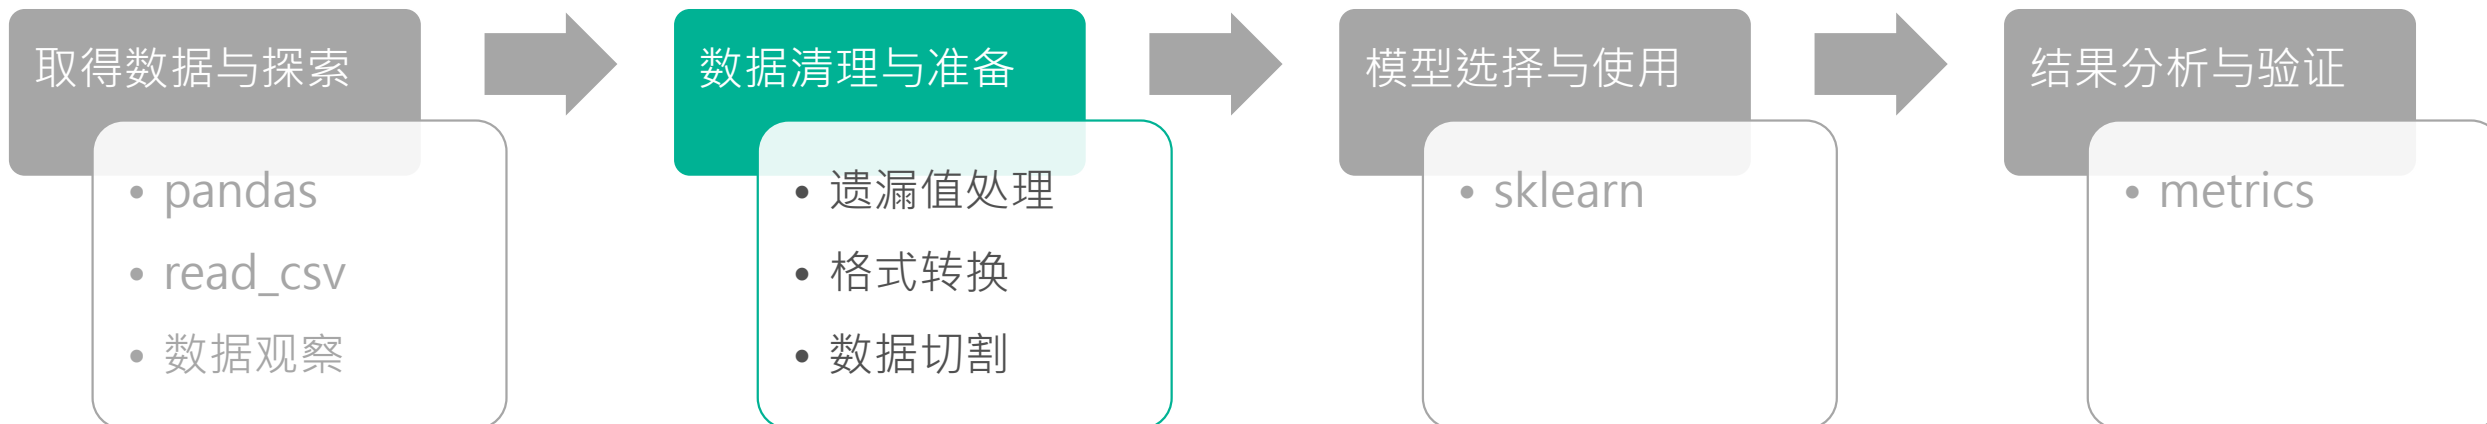 取得数据与探索
• pandas
• read_csv
• 数据观察
数据清理与准备
• 遗漏值处理
• 格式转换
• 数据切割
模型选择与使用
• sklearn
结果分析与验证
• metrics